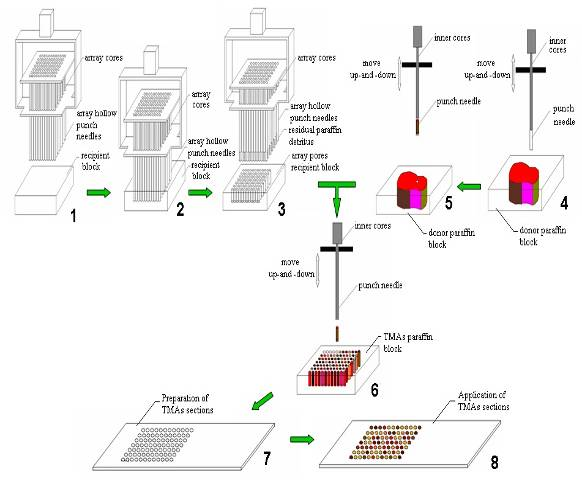 array cores
array hollow
punch needles
recipient
block
1
array
cores
array hollow
punch needles
recipient
block
2
array cores
array hollow
punch needles
residual paraffin
detritus
array pores
recipient block
3
inner cores
move
up-and-down
punch needle
donor paraffin
block
5
inner
cores
move
up-and-down
punch
needle
donor paraffin
block
4
inner cores
move
up-and -down
punch needle
TMAs paraffin
block
6
Preparation of
TMAs sections
7
Application of
TMAs sections
8